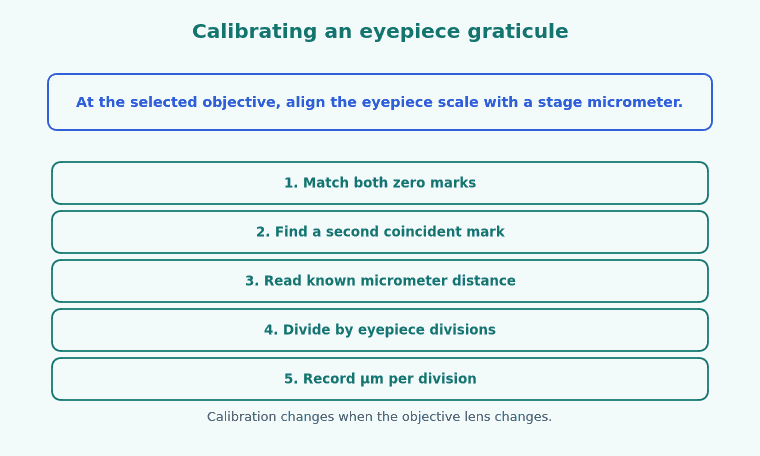 Calibrating an eyepiece graticule
At the selected objective, align the eyepiece scale with a stage micrometer.
1. Match both zero marks
2. Find a second coincident mark
3. Read known micrometer distance
4. Divide by eyepiece divisions
5. Record µm per division
Calibration changes when the objective lens changes.